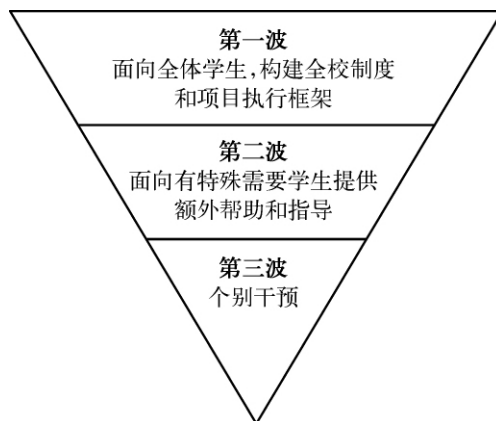 第一波
面向全体学生，构建全校制度
和项目执行框架
第二波
面向有特殊需要学生提供
额外帮助和指导
第三波
个别干预